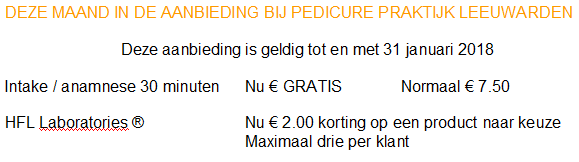 DEZE MAAND IN DE AANBIEDING BIJ PEDICURE PRAKTIJK LEEUWARDEN
Deze aanbieding is geldig tot en met 31 januari 2018
Intake / anamnese 30 minuten Nu € GRATIS Normaal € 7.50
HFL Laboratories ® Nu € 2.00 korting op een product naar keuze
Maximaal drie per klant